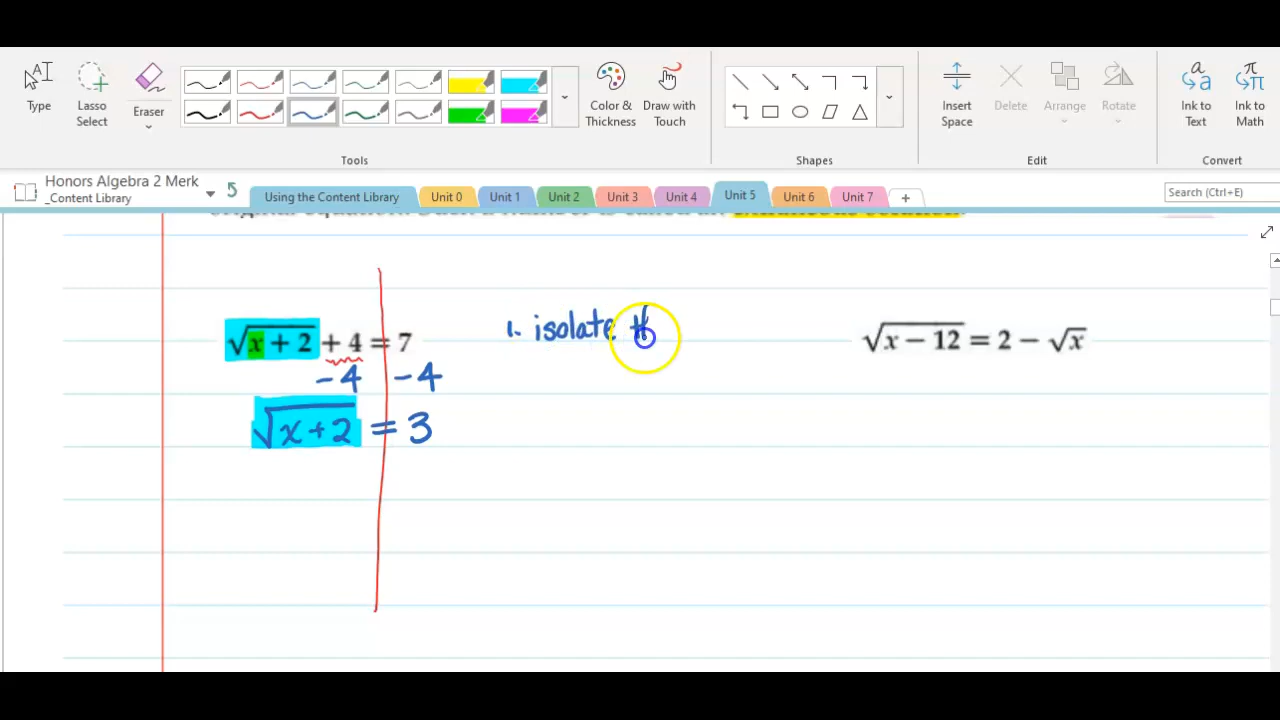 Type
Lasso Select
Eraser
Color & Thickness
Draw with Touch
Insert Space
Delete
Arrange
Rotate
Ink to Text
Ink to Math
Tools
Shapes
Edit
Convert
Honors Algebra 2 Merk
_Content Library
Using the Content Library
Unit 0
Unit 1
Unit 2
Unit 3
Unit 4
Unit 5
Unit 6
Unit 7
Search (Ctrl+E)
√x + 2 + 4 = 7
-4 -4
√x+2 = 3
1. isolate
√x − 12 = 2 − √x